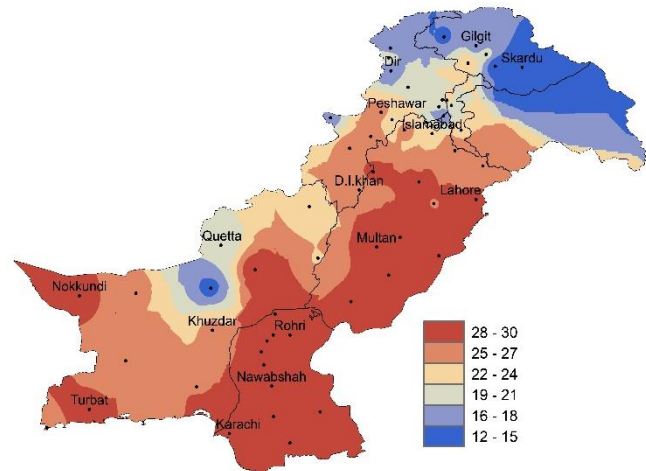 Gilgit
Skardu
Dir
Peshawar
Islamabad
D.I.khan
Lahore
Multan
Quetta
Nokkundi
Khuzdar
Rohri
Nawabshah
Turbat
Karachi
28 - 30
25 - 27
22 - 24
19 - 21
16 - 18
12 - 15